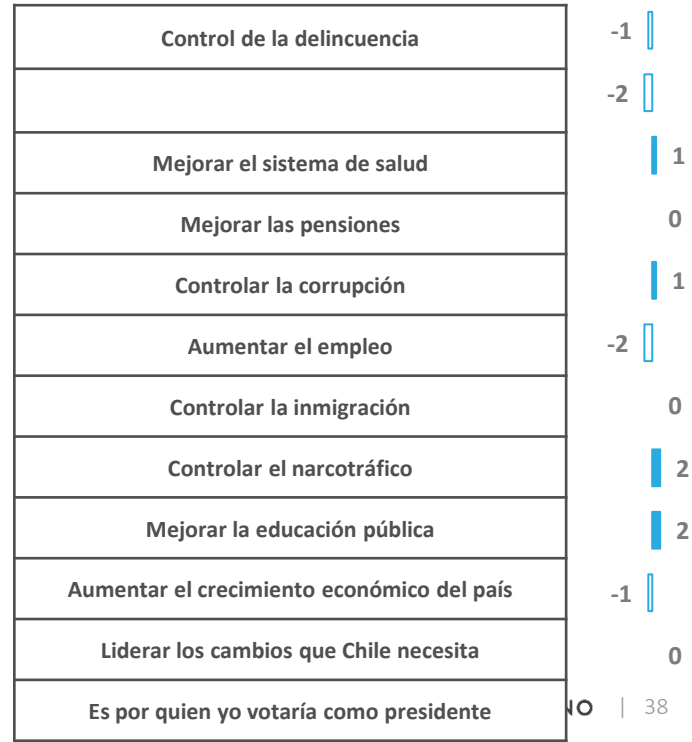 Control de la delincuencia -1
-2
Mejorar el sistema de salud 1
Mejorar las pensiones 0
Controlar la corrupción 1
Aumentar el empleo -2
Controlar la inmigración 0
Controlar el narcotráfico 2
Mejorar la educación pública 2
Aumentar el crecimiento económico del país -1
Liderar los cambios que Chile necesita 0
Es por quien yo votaría como presidente NO | 38